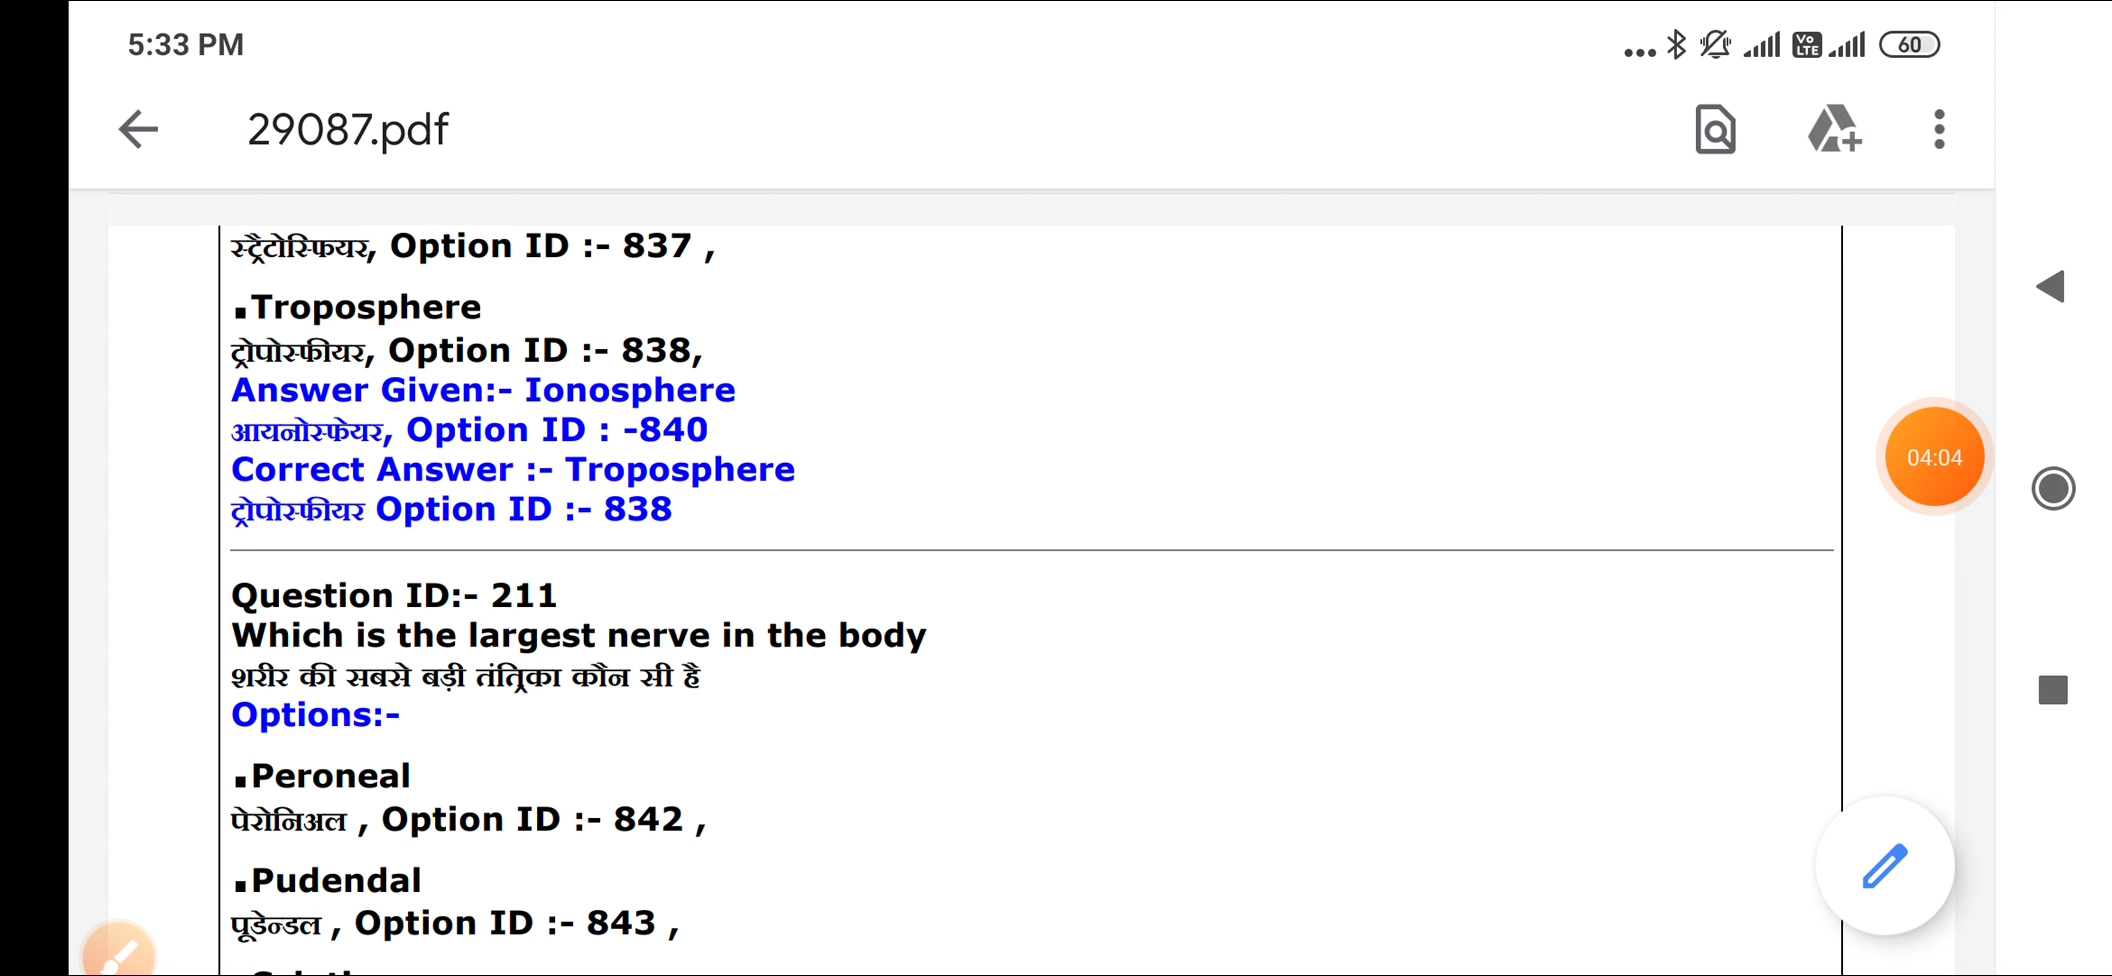 5:33 PM
Vo LTE
60
29087.pdf
स्ट्रैटोस्फियर, Option ID :- 837 ,
▪Troposphere
ट्रोपोस्फीयर, Option ID :- 838,
Answer Given:- Ionosphere
आयनोस्फेयर, Option ID : -840
Correct Answer :- Troposphere
ट्रोपोस्फीयर Option ID :- 838
04:04
Question ID:- 211
Which is the largest nerve in the body
शरीर की सबसे बड़ी तंत्रिका कौन सी है
Options:-
▪Peroneal
पेरोनिअल , Option ID :- 842 ,
▪Pudendal
पूडेन्डल , Option ID :- 843 ,